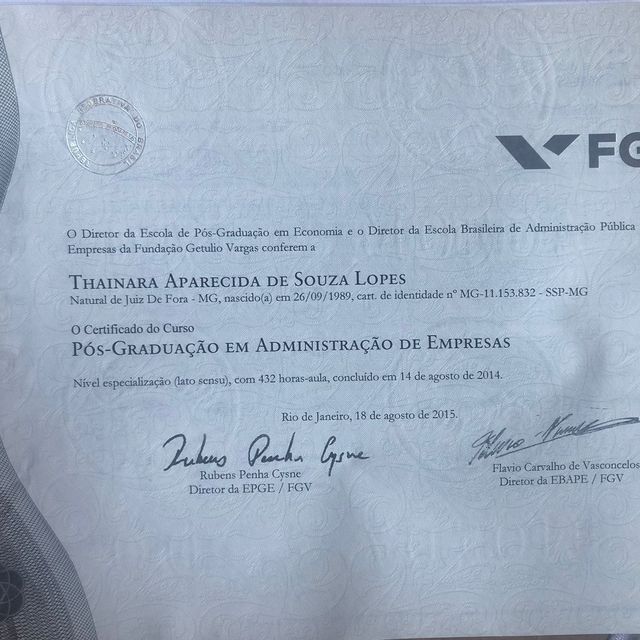 FG
O Diretor da Escola de Pós-Graduação em Economia e o Diretor da Escola Brasileira de Administração Pública
Empresas da Fundação Getulio Vargas conferem a
THAINARA APARECIDA DE SOUZA LOPES
Natural de Juiz De Fora - MG, nascido(a) em 26/09/1989, cart. de identidade nº MG-11.153.832 - SSP-MG
O Certificado do Curso
PÓS-GRADUAÇÃO EM ADMINISTRAÇÃO DE EMPRESAS
Nível especialização (lato sensu), com 432 horas-aula, concluído em 14 de agosto de 2014.
Rio de Janeiro, 18 de agosto de 2015.
Rubens Penha Cysne
Rubens Penha Cysne
Diretor da EPGE / FGV
Flavio Carvalho de Vasconcelos
Diretor da EBAPE / FGV